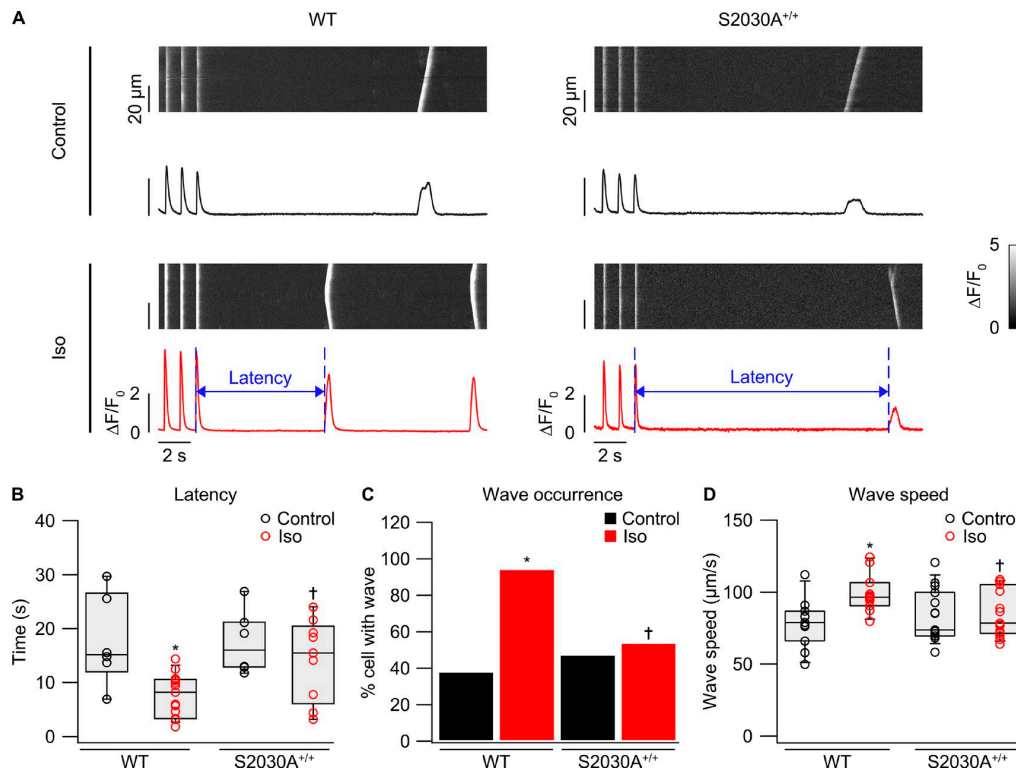 A
WT
S2030A+/+
Control
20 µm
20 µm
5
ΔF/F0
0
Iso
Latency
Latency
ΔF/F0
2
0
2
0
2 s
2 s
B
Latency
40
30
20
10
0
Time (s)
Control
Iso
*
†
WT
S2030A+/+
C
Wave occurrence
120
100
80
60
40
20
0
% cell with wave
Control
Iso
*
†
WT
S2030A+/+
D
Wave speed
150
100
50
0
Wave speed (µm/s)
Control
Iso
*
†
WT
S2030A+/+